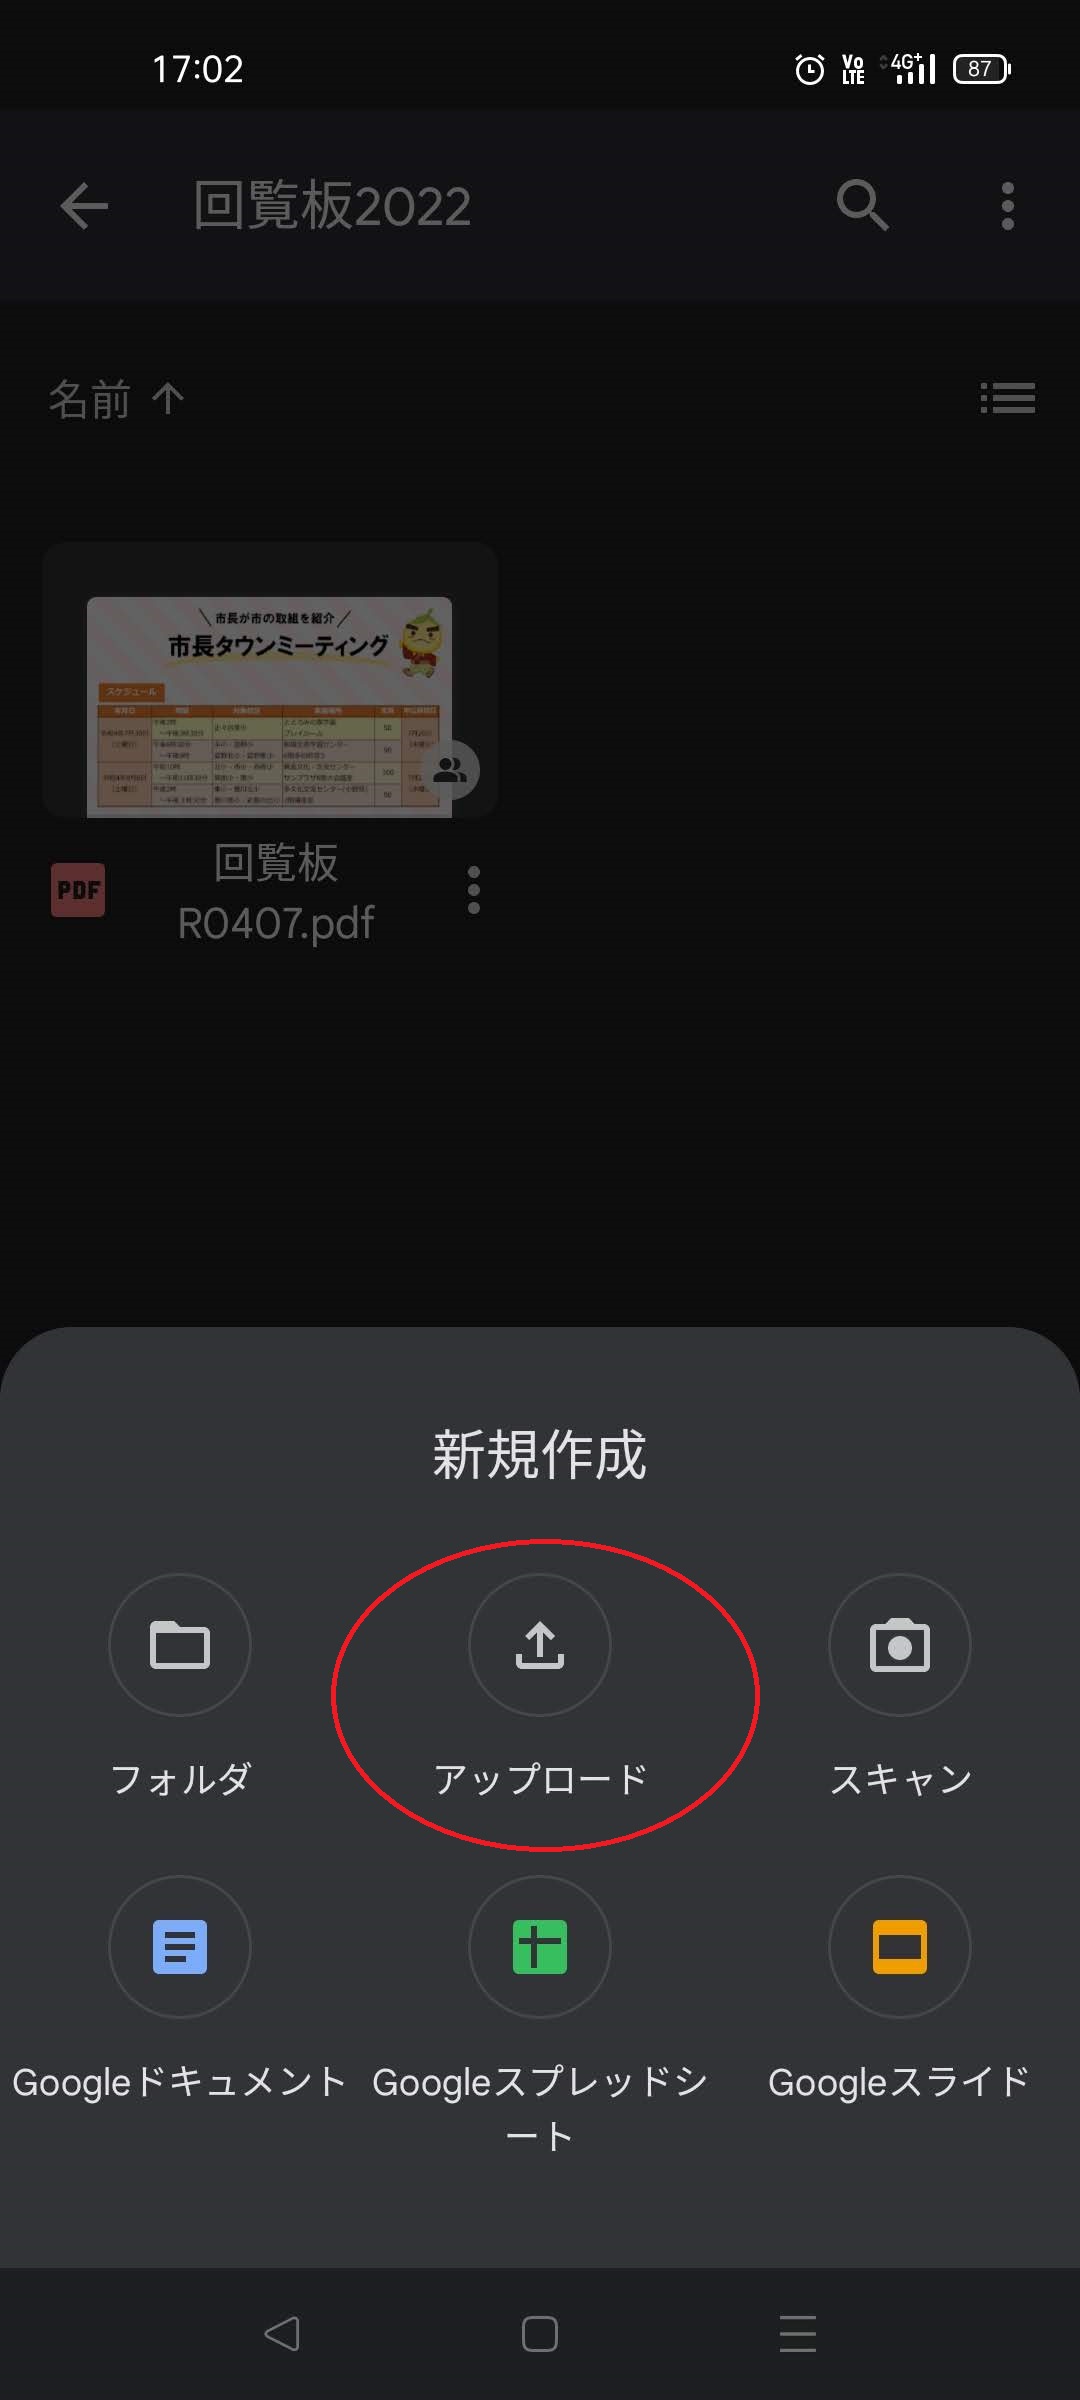 17:02
Vo
LTE
4G+
87
回覧板2022
名前
市長が市の取組を紹介
市長タウンミーティング
スケジュール
PDF
回覧板
R0407.pdf
新規作成
フォルダ
アップロード
スキャン
Googleドキュメント
Googleスプレッドシ
ート
Googleスライド